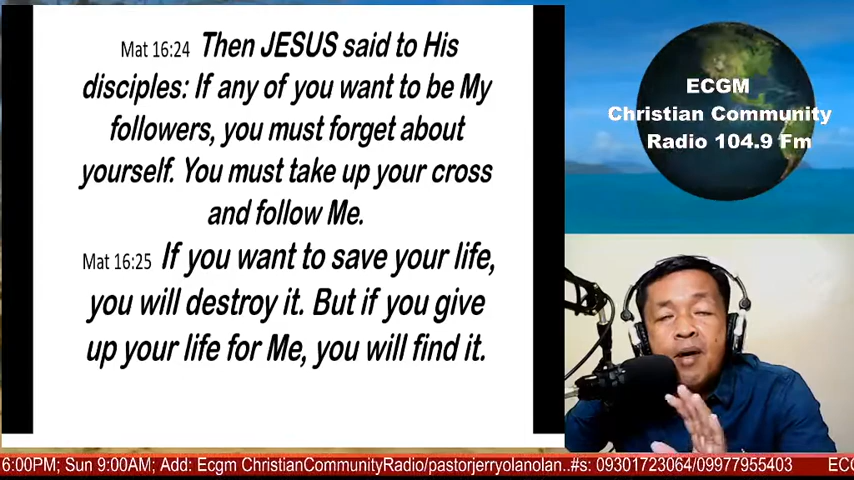 Mat 16:24 Then JESUS said to His
disciples: If any of you want to be My
followers, you must forget about
yourself. You must take up your cross
and follow Me.
Mat 16:25 If you want to save your life,
you will destroy it. But if you give
up your life for Me, you will find it.
ECGM
Christian Community
Radio 104.9 Fm
6:00PM; Sun 9:00AM; Add: Ecgm ChristianCommunityRadio/pastorjerryolanolan..#s: 09301723064/09977955403 ECG